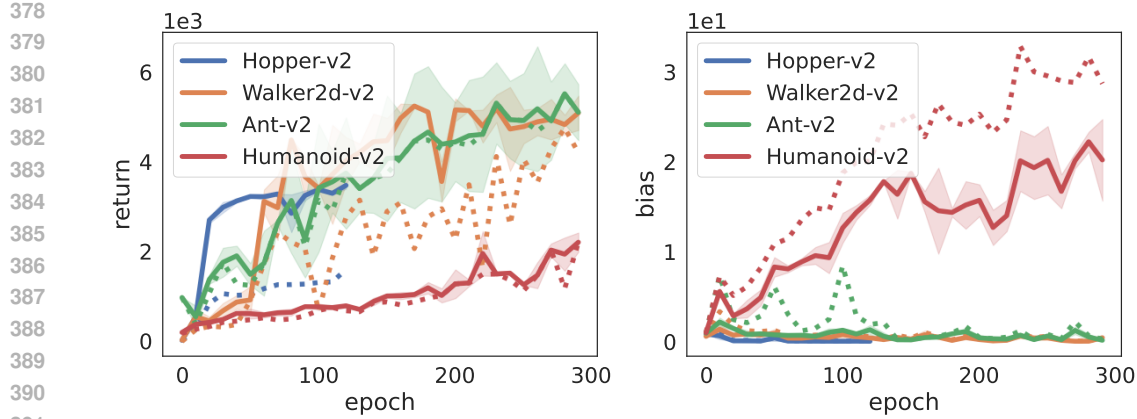 378
379
380
381
382
383
384
385
386
387
388
389
390
1e3
Hopper-v2
Walker2d-v2
Ant-v2
Humanoid-v2
6
4
2
0
return
0
100
200
300
epoch
1e1
Hopper-v2
Walker2d-v2
Ant-v2
Humanoid-v2
3
2
1
0
bias
0
100
200
300
epoch